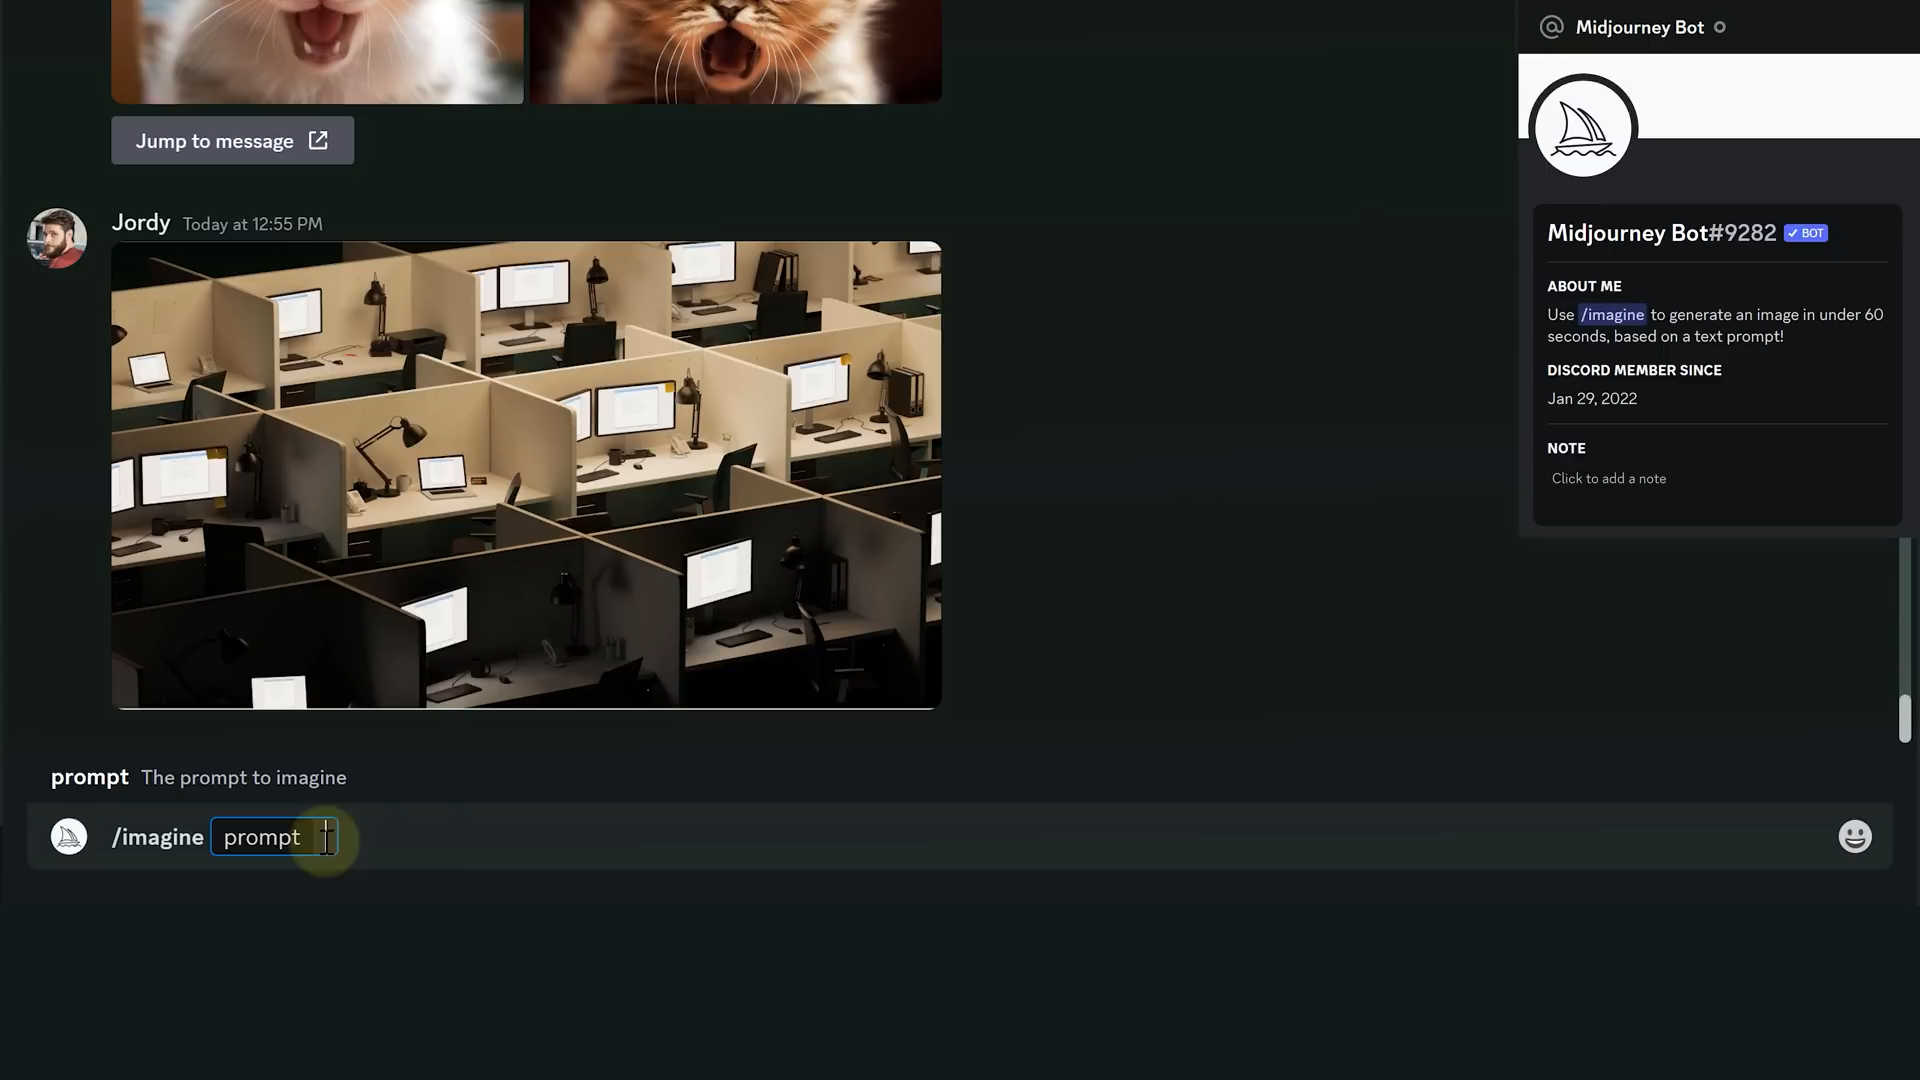 Midjourney Bot
Jump to message
Jordy Today at 12:55 PM
Midjourney Bot#9282 BOT
ABOUT ME
Use /imagine to generate an image in under 60
seconds, based on a text prompt!
DISCORD MEMBER SINCE
Jan 29, 2022
NOTE
Click to add a note
prompt The prompt to imagine
/imagine prompt